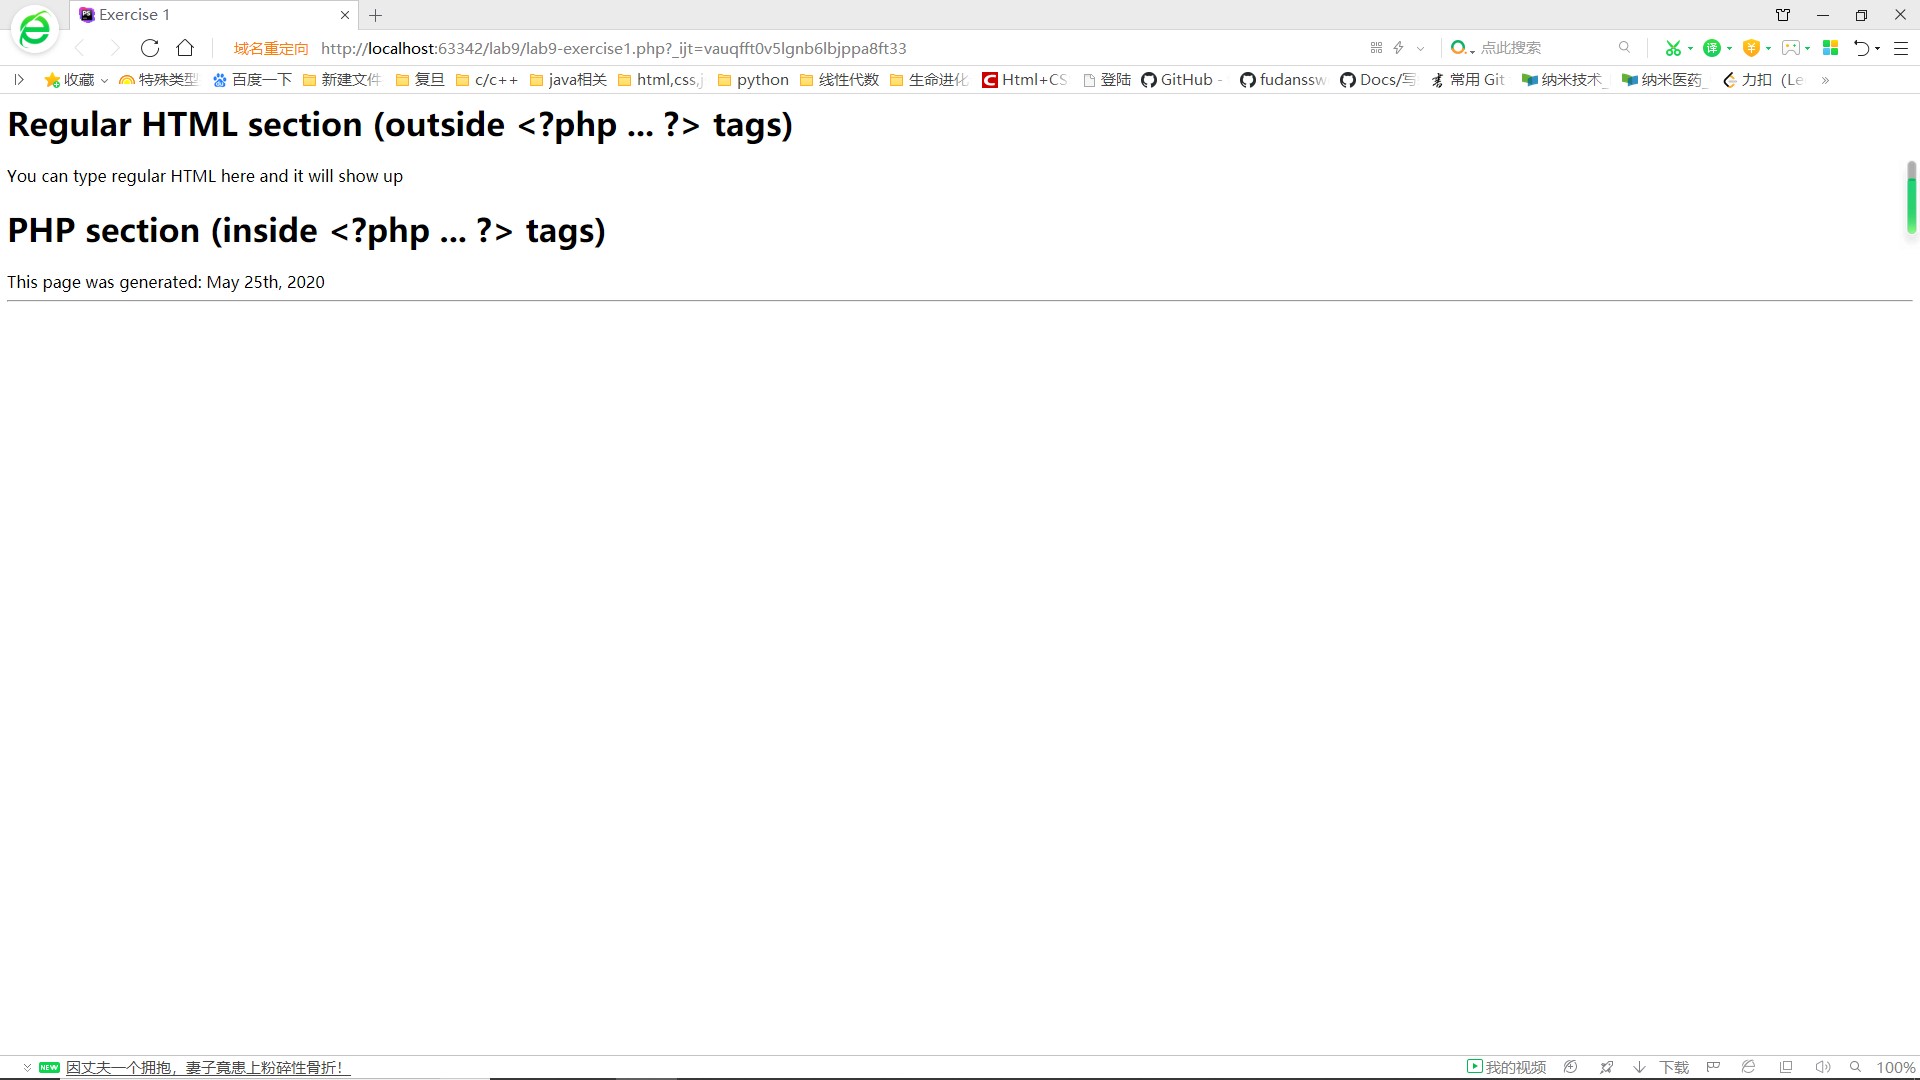 Exercise 1
域名重定向 http://localhost:63342/lab9/lab9-exercise1.php?_ijt=vauqfft0v5lgnb6lbjppa8ft33 点此搜索 译
收藏 特殊类型 百度一下 新建文件 复旦 c/c++ java相关 html,css,j python 线性代数 生命进化 Html+CS 登陆 GitHub - fudanssw Docs/写 常用 Git 纳米技术_ 纳米医药_ 力扣 (Le »
Regular HTML section (outside <?php ... ?> tags)
You can type regular HTML here and it will show up
PHP section (inside <?php ... ?> tags)
This page was generated: May 25th, 2020
NEW 因丈夫一个拥抱，妻子竟患上粉碎性骨折！ 我的视频 下载 100%